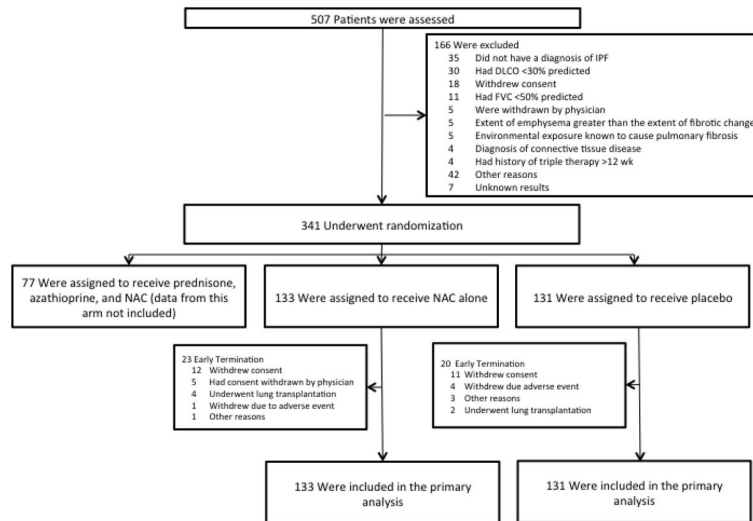 507 Patients were assessed
166 Were excluded
35 Did not have a diagnosis of IPF
30 Had DLCO <30% predicted
18 Withdrew consent
11 Had FVC <50% predicted
5 Were withdrawn by physician
5 Extent of emphysema greater than the extent of fibrotic change
5 Environmental exposure known to cause pulmonary fibrosis
4 Diagnosis of connective tissue disease
4 Had history of triple therapy >12 wk
42 Other reasons
7 Unknown results
341 Underwent randomization
77 Were assigned to receive prednisone,
azathioprine, and NAC (data from this
arm not included)
133 Were assigned to receive NAC alone
131 Were assigned to receive placebo
23 Early Termination
12 Withdrew consent
5 Had consent withdrawn by physician
4 Underwent lung transplantation
1 Withdrew due to adverse event
1 Other reasons
20 Early Termination
11 Withdrew consent
4 Withdrew due adverse event
3 Other reasons
2 Underwent lung transplantation
133 Were included in the primary
analysis
131 Were included in the primary
analysis